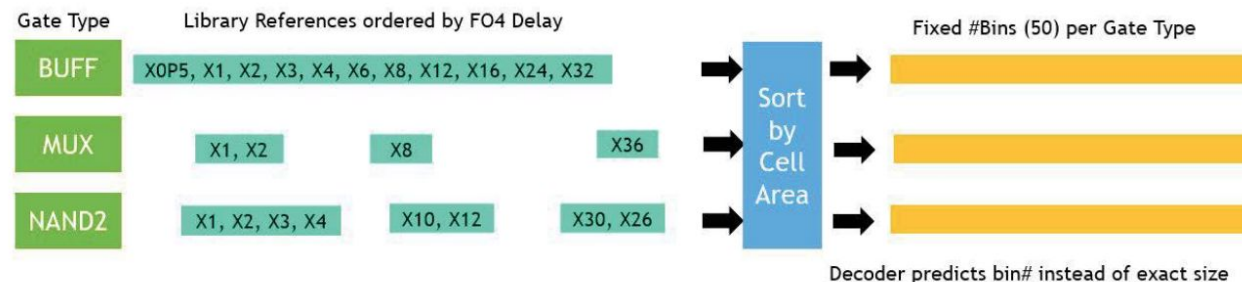 Gate Type
Library References ordered by FO4 Delay
Fixed #Bins (50) per Gate Type
BUFF
X0P5, X1, X2, X3, X4, X6, X8, X12, X16, X24, X32
MUX
X1, X2
X8
X36
NAND2
X1, X2, X3, X4
X10, X12
X30, X26
Sort
by
Cell
Area
Decoder predicts bin# instead of exact size